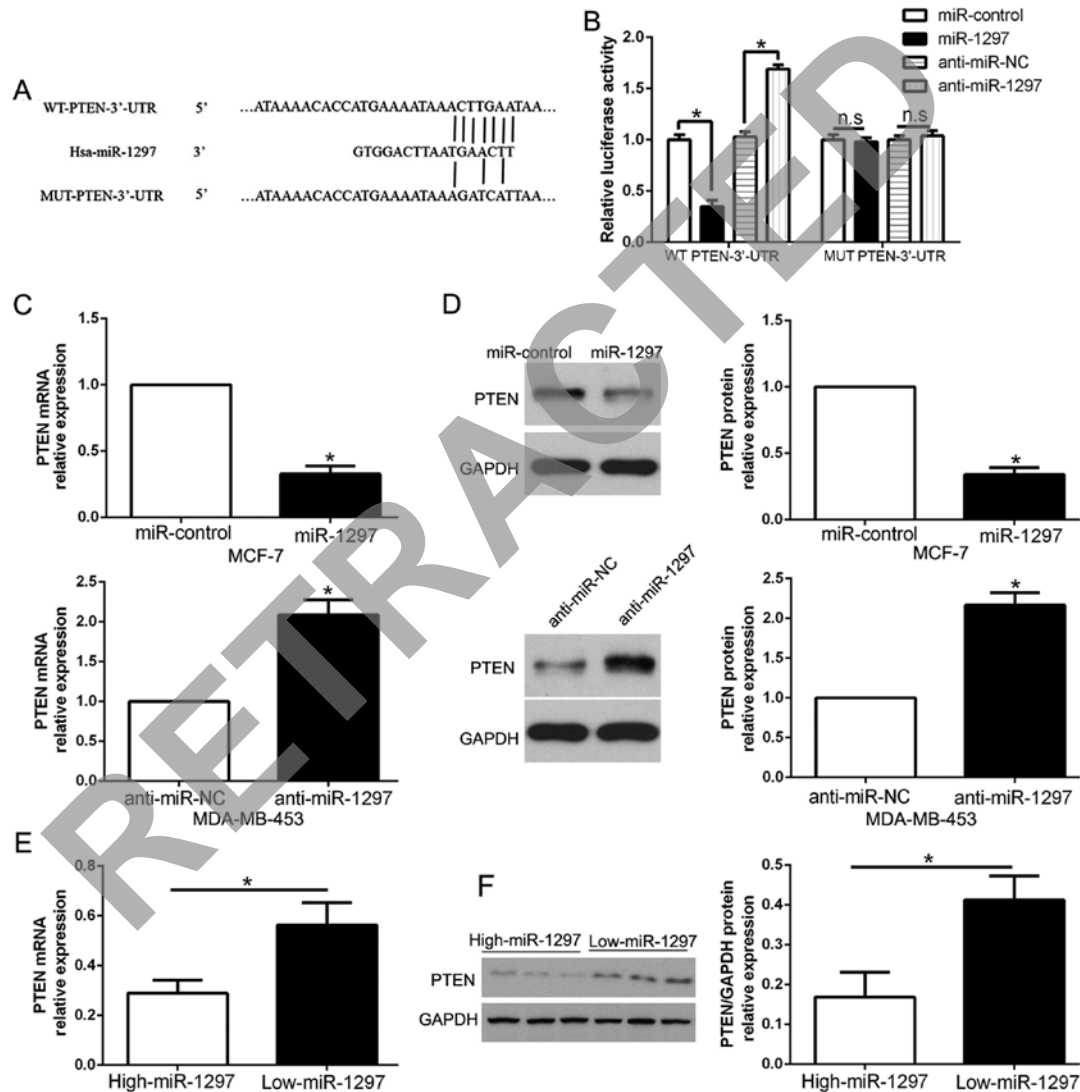 A
WT-PTEN-3'-UTR 5' ...ATAAAACACCATGAAAATAAACTTGAATAA...
Hsa-miR-1297 3' GTGGACTTAATGAACTT
MUT-PTEN-3'-UTR 5' ...ATAAAACACCATGAAAATAAAGATCATTAA...
B
miR-control
miR-1297
anti-miR-NC
anti-miR-1297
Relative luciferase activity
2.0
1.5
1.0
0.5
0.0
*
*
n.s
n.s
WT PTEN-3'-UTR
MUT PTEN-3'-UTR
C
PTEN mRNA
relative expression
1.5
1.0
0.5
0.0
*
miR-control
miR-1297
MCF-7
PTEN mRNA
relative expression
2.5
2.0
1.5
1.0
0.5
0.0
*
anti-miR-NC
anti-miR-1297
MDA-MB-453
D
miR-control miR-1297
PTEN
GAPDH
PTEN protein
relative expression
1.5
1.0
0.5
0.0
*
miR-control
miR-1297
MCF-7
anti-miR-NC
anti-miR-1297
PTEN
GAPDH
PTEN protein
relative expression
2.5
2.0
1.5
1.0
0.5
0.0
*
anti-miR-NC
anti-miR-1297
MDA-MB-453
E
PTEN mRNA
relative expression
0.8
0.6
0.4
0.2
0.0
*
High-miR-1297
Low-miR-1297
F
High-miR-1297 Low-miR-1297
PTEN
GAPDH
PTEN/GAPDH protein
relative expression
0.5
0.4
0.3
0.2
0.1
0.0
*
High-miR-1297
Low-miR-1297
RETRACTED